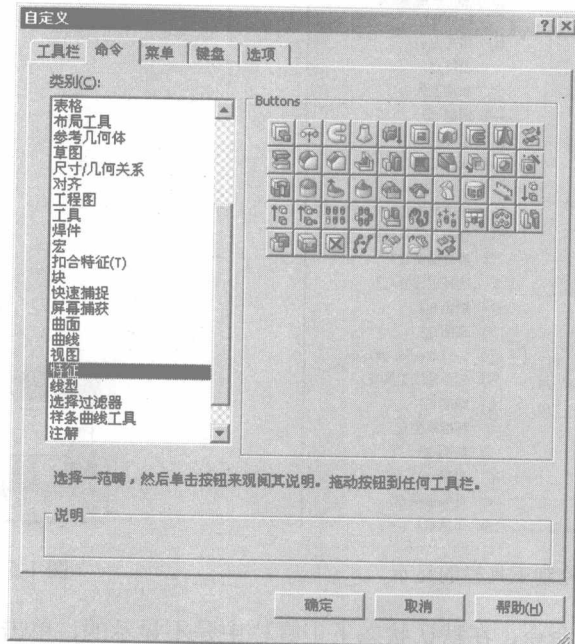 自定义
? ×
工具栏 命令 菜单 键盘 选项
类别(C):
表格
布局工具
参考几何体
草图
尺寸/几何关系
对齐
工程图
工具
焊件
宏
扣合特征(T)
块
快速捕捉
屏幕捕获
曲面
曲线
视图
特征
线型
选择过滤器
样条曲线工具
注解
Buttons
选择一范畴，然后单击按钮来观阅其说明。拖动按钮到任何工具栏。
说明
确定 取消 帮助(H)